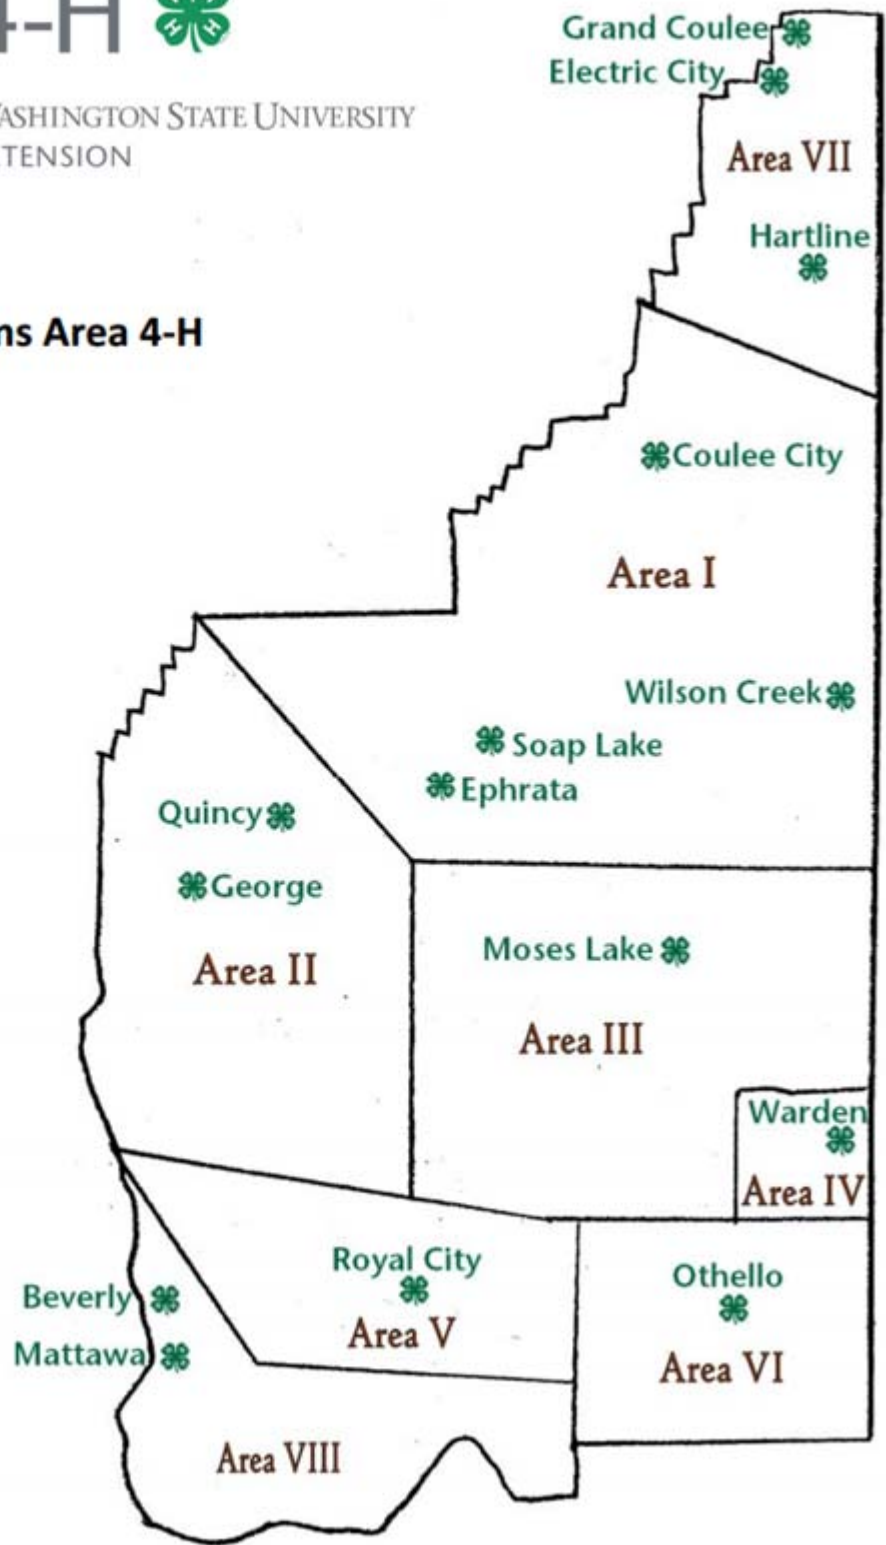 4-H
WASHINGTON STATE UNIVERSITY
TENSION
ns Area 4-H
Grand Coulee
Electric City
Area VII
Hartline
Coulee City
Area I
Wilson Creek
Soap Lake
Ephrata
Quincy
George
Area II
Moses Lake
Area III
Warden
Area IV
Royal City
Area V
Othello
Area VI
Beverly
Mattawa
Area VIII